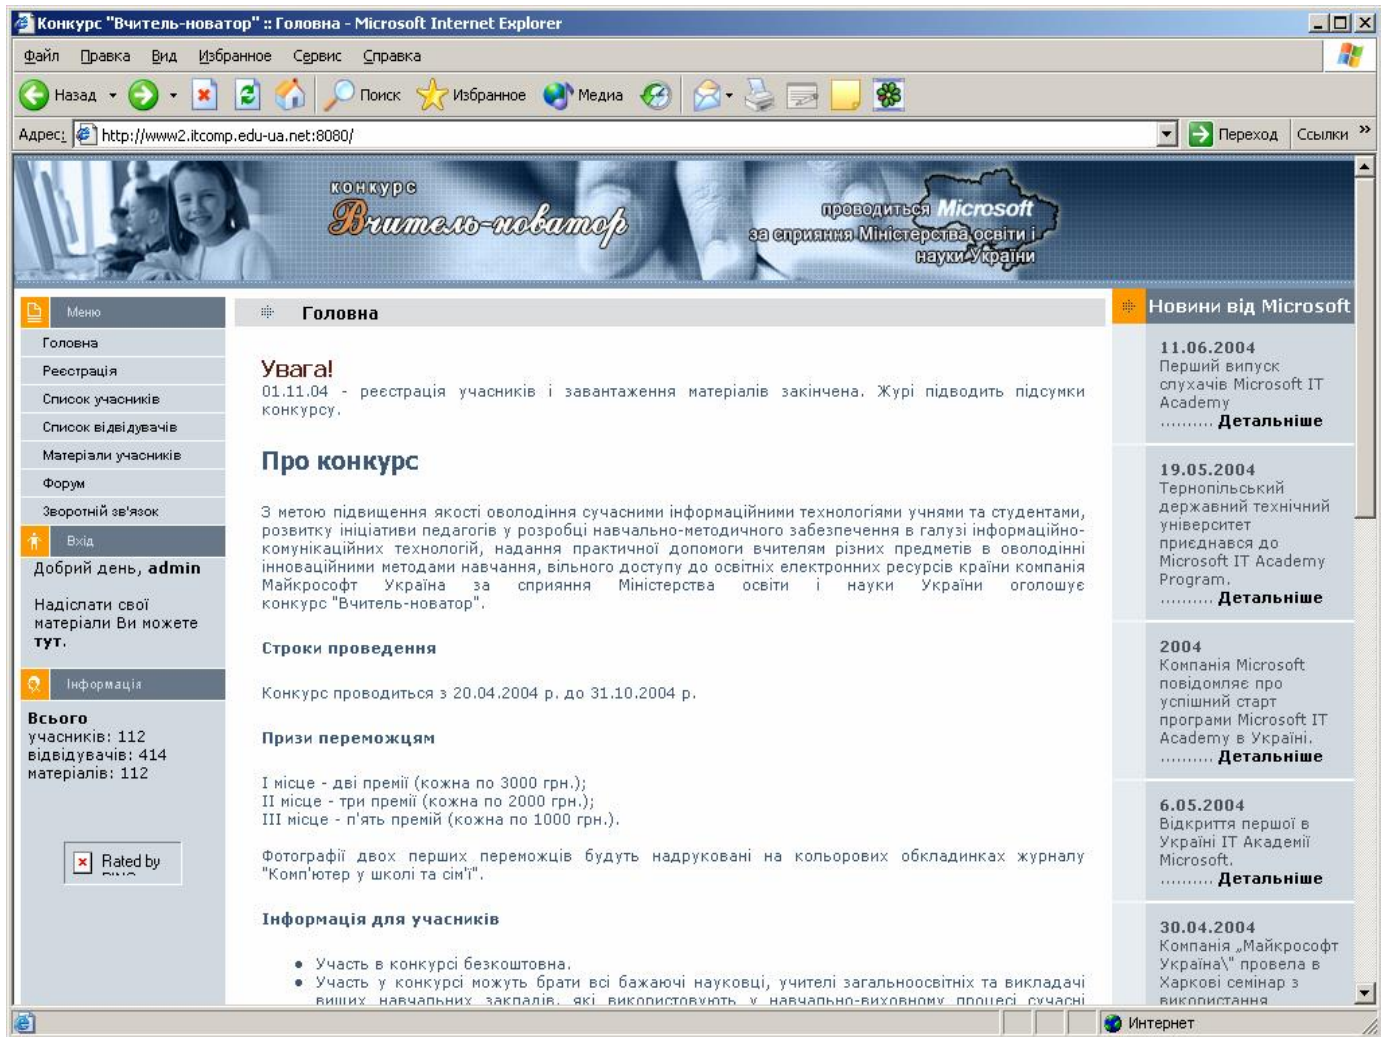 Конкурс "Вчитель-новатор" :: Головна - Microsoft Internet Explorer
Файл Правка Вид Избранное Сервис Справка
Назад Поиск Избранное Медиа
Адрес: http://www2.itcomp.edu-ua.net:8080/ Переход Ссылки »
конкурс
Вчитель-новатор
проводиться Microsoft
за сприяння Міністерства освіти і
науки України
Меню
Головна
Реєстрація
Список учасників
Список відвідувачів
Матеріали учасників
Форум
Зворотній зв'язок
Вхід
Добрий день, admin
Надіслати свої
матеріали Ви можете
тут.
Інформація
Всього
учасників: 112
відвідувачів: 414
матеріалів: 112
Rated by
Головна
Увага!
01.11.04 - реєстрація учасників і завантаження матеріалів закінчена. Журі підводить підсумки
конкурсу.
Про конкурс
З метою підвищення якості оволодіння сучасними інформаційними технологіями учнями та студентами,
розвитку ініціативи педагогів у розробці навчально-методичного забезпечення в галузі інформаційно-
комунікаційних технологій, надання практичної допомоги вчителям різних предметів в оволодінні
інноваційними методами навчання, вільного доступу до освітніх електронних ресурсів країни компанія
Майкрософт Україна за сприяння Міністерства освіти і науки України оголошує
конкурс "Вчитель-новатор".
Строки проведення
Конкурс проводиться з 20.04.2004 р. до 31.10.2004 р.
Призи переможцям
І місце - дві премії (кожна по 3000 грн.);
ІІ місце - три премії (кожна по 2000 грн.);
ІІІ місце - п'ять премій (кожна по 1000 грн.).
Фотографії двох перших переможців будуть надруковані на кольорових обкладинках журналу
"Комп'ютер у школі та сім'ї".
Інформація для учасників
● Участь в конкурсі безкоштовна.
● Участь у конкурсі можуть брати всі бажаючі науковці, учителі загальноосвітніх та викладачі
вищих навчальних закладів, які використовують у навчально-виховному процесі сучасні
Новини від Microsoft
11.06.2004
Перший випуск
слухачів Microsoft IT
Academy
.......... Детальніше
19.05.2004
Тернопільський
державний технічний
університет
приєднався до
Microsoft IT Academy
Program.
.......... Детальніше
2004
Компанія Microsoft
повідомляє про
успішний старт
програми Microsoft IT
Academy в Україні.
.......... Детальніше
6.05.2004
Відкриття першої в
Україні ІТ Академії
Microsoft.
.......... Детальніше
30.04.2004
Компанія „Майкрософт
Україна\" провела в
Харкові семінар з
використання
Интернет